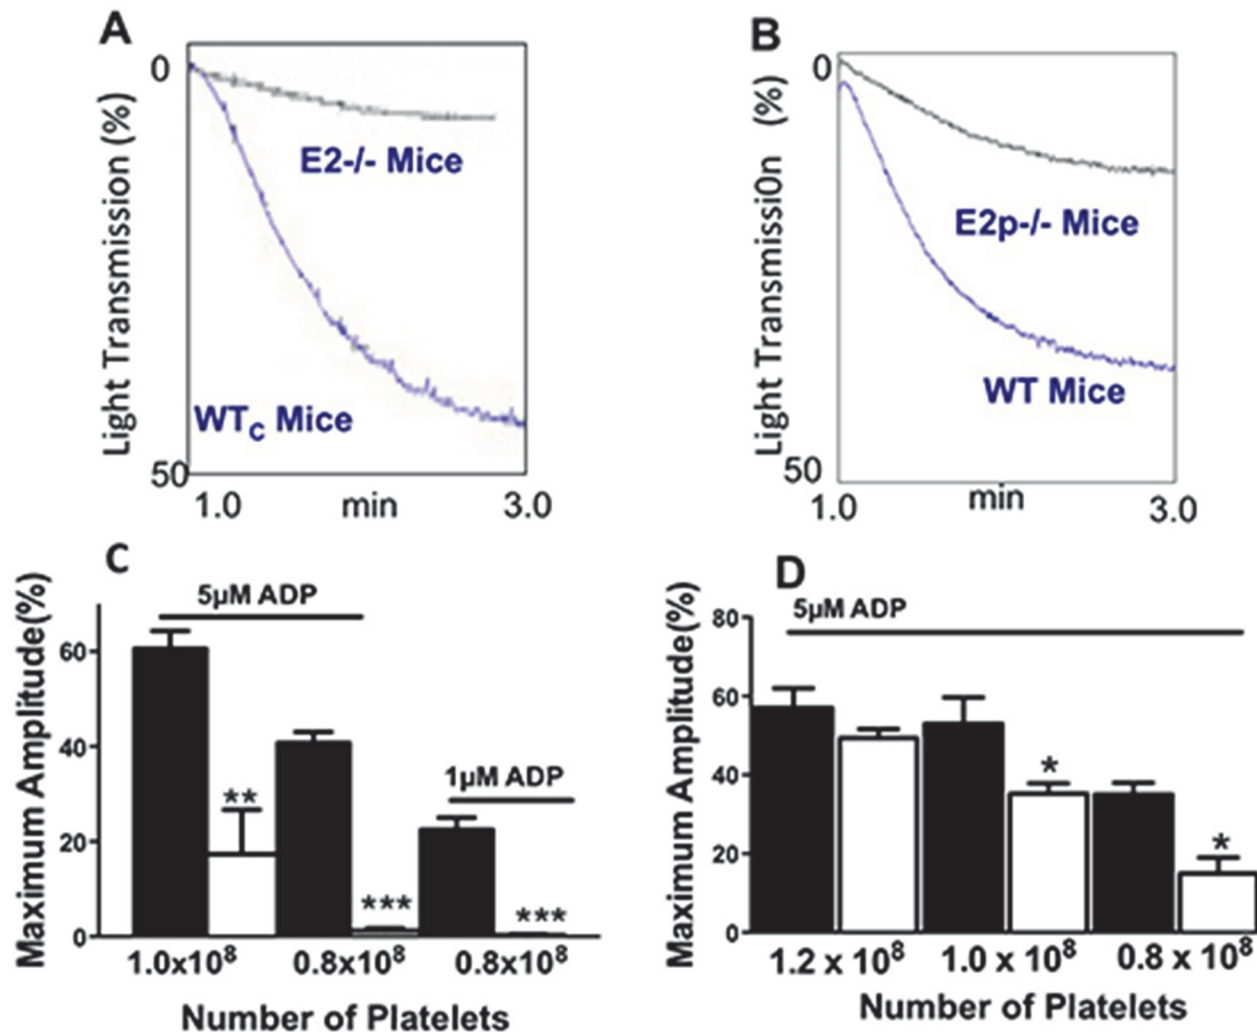 A
0
Light Transmission (%)
E2-/- Mice
WTC Mice
50
1.0 min 3.0
B
0
Light Transmissi0n (%)
E2p-/- Mice
WT Mice
50
1.0 min 3.0
C
5µM ADP
Maximum Amplitude(%)
60
40
20
0
**
***
1µM ADP
***
1.0x10⁸ 0.8x10⁸ 0.8x10⁸
Number of Platelets
D
5µM ADP
Maximum Amplitude(%)
80
60
40
20
0
*
*
1.2 x 10⁸ 1.0 x 10⁸ 0.8 x 10⁸
Number of Platelets